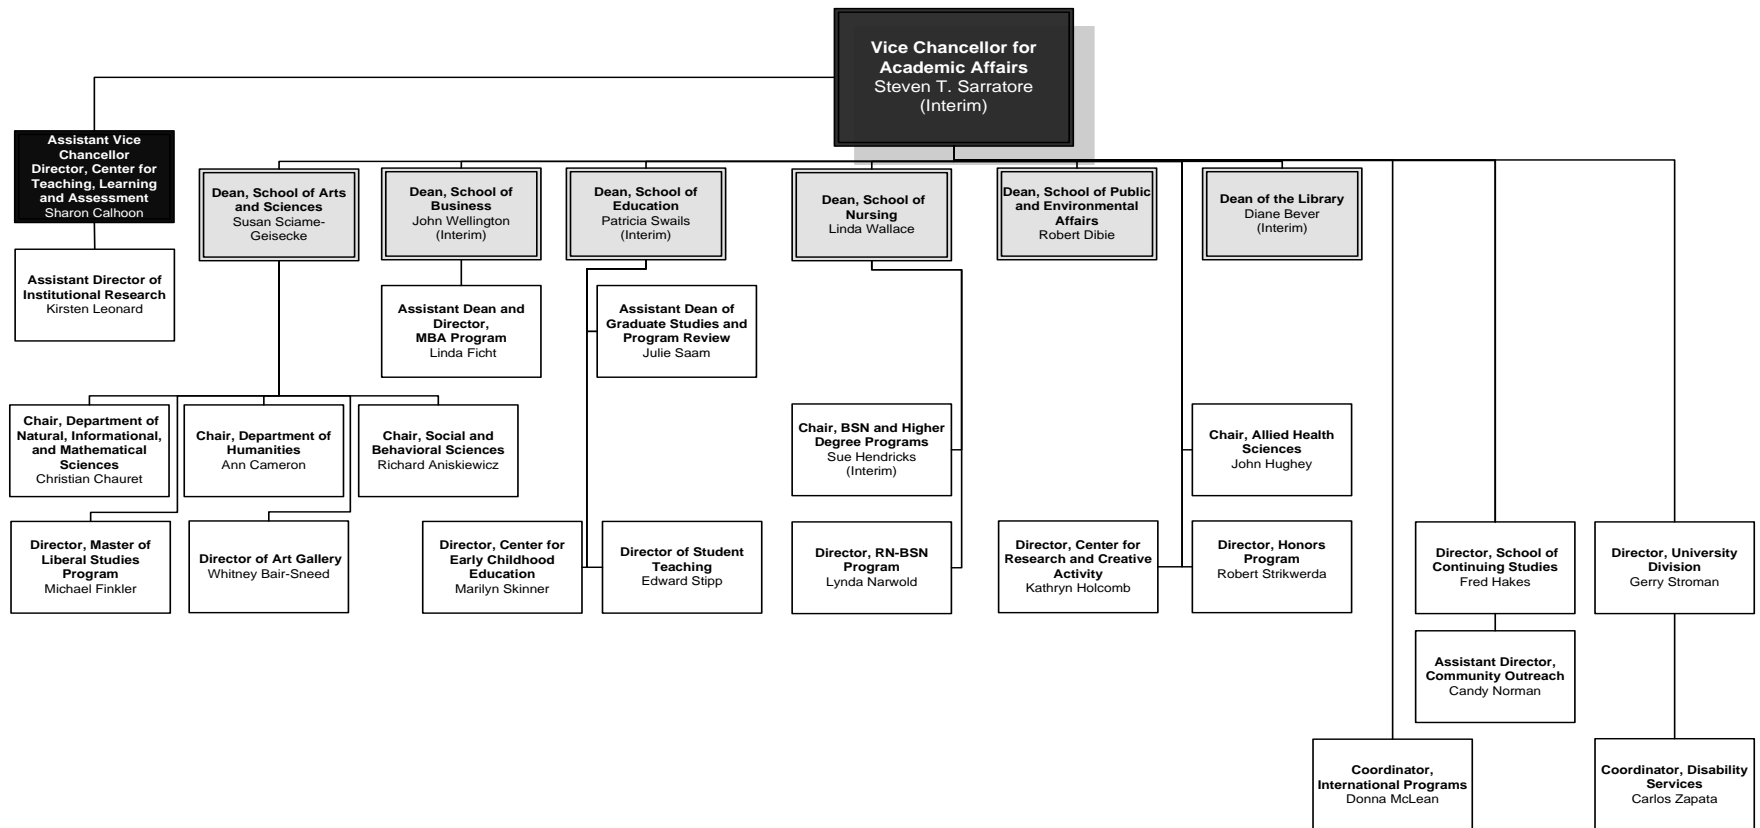 Vice Chancellor for
Academic Affairs
Steven T. Sarratore
(Interim)
Assistant Vice
Chancellor
Director, Center for
Teaching, Learning
and Assessment
Sharon Calhoon
Dean, School of Arts
and Sciences
Susan Sciame-
Geisecke
Dean, School of
Business
John Wellington
(Interim)
Dean, School of
Education
Patricia Swails
(Interim)
Dean, School of
Nursing
Linda Wallace
Dean, School of Public
and Environmental
Affairs
Robert Dibie
Dean of the Library
Diane Bever
(Interim)
Assistant Director of
Institutional Research
Kirsten Leonard
Assistant Dean and
Director,
MBA Program
Linda Ficht
Assistant Dean of
Graduate Studies and
Program Review
Julie Saam
Chair, Department of
Natural, Informational,
and Mathematical
Sciences
Christian Chauret
Chair, Department of
Humanities
Ann Cameron
Chair, Social and
Behavioral Sciences
Richard Aniskiewicz
Chair, BSN and Higher
Degree Programs
Sue Hendricks
(Interim)
Chair, Allied Health
Sciences
John Hughey
Director, Master of
Liberal Studies
Program
Michael Finkler
Director of Art Gallery
Whitney Bair-Sneed
Director, Center for
Early Childhood
Education
Marilyn Skinner
Director of Student
Teaching
Edward Stipp
Director, RN-BSN
Program
Lynda Narwold
Director, Center for
Research and Creative
Activity
Kathryn Holcomb
Director, Honors
Program
Robert Strikwerda
Director, School of
Continuing Studies
Fred Hakes
Director, University
Division
Gerry Stroman
Assistant Director,
Community Outreach
Candy Norman
Coordinator,
International Programs
Donna McLean
Coordinator, Disability
Services
Carlos Zapata